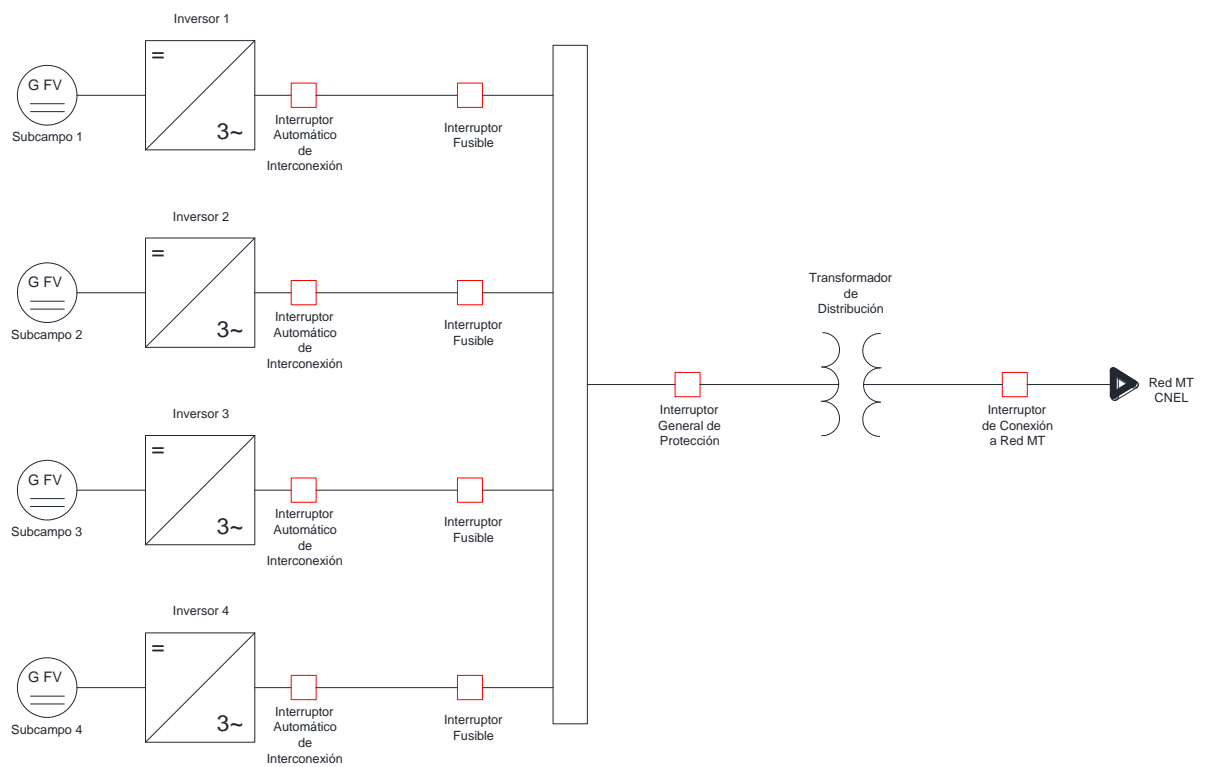 Inversor 1
=
G FV
3~
Subcampo 1
Interruptor
Automático
de
Interconexión
Interruptor
Fusible
Inversor 2
=
G FV
3~
Subcampo 2
Interruptor
Automático
de
Interconexión
Interruptor
Fusible
Transformador
de
Distribución
Interruptor
General de
Protección
Interruptor
de Conexión
a Red MT
Red MT
CNEL
Inversor 3
=
G FV
3~
Subcampo 3
Interruptor
Automático
de
Interconexión
Interruptor
Fusible
Inversor 4
=
G FV
3~
Subcampo 4
Interruptor
Automático
de
Interconexión
Interruptor
Fusible